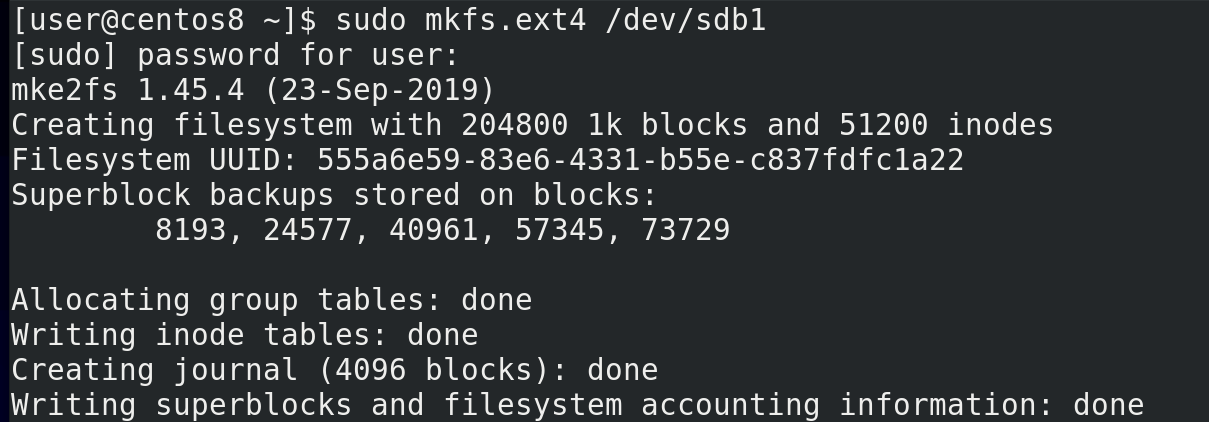 [user@centos8 ~]$ sudo mkfs.ext4 /dev/sdb1
[sudo] password for user:
mke2fs 1.45.4 (23-Sep-2019)
Creating filesystem with 204800 1k blocks and 51200 inodes
Filesystem UUID: 555a6e59-83e6-4331-b55e-c837fdfc1a22
Superblock backups stored on blocks:
        8193, 24577, 40961, 57345, 73729

Allocating group tables: done
Writing inode tables: done
Creating journal (4096 blocks): done
Writing superblocks and filesystem accounting information: done